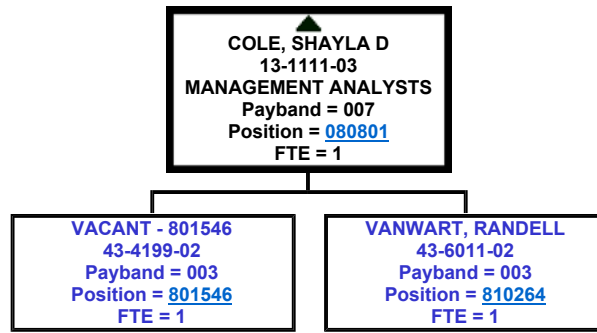 COLE, SHAYLA D
13-1111-03
MANAGEMENT ANALYSTS
Payband = 007
Position = 080801
FTE = 1
VACANT - 801546
43-4199-02
Payband = 003
Position = 801546
FTE = 1
VANWART, RANDELL
43-6011-02
Payband = 003
Position = 810264
FTE = 1